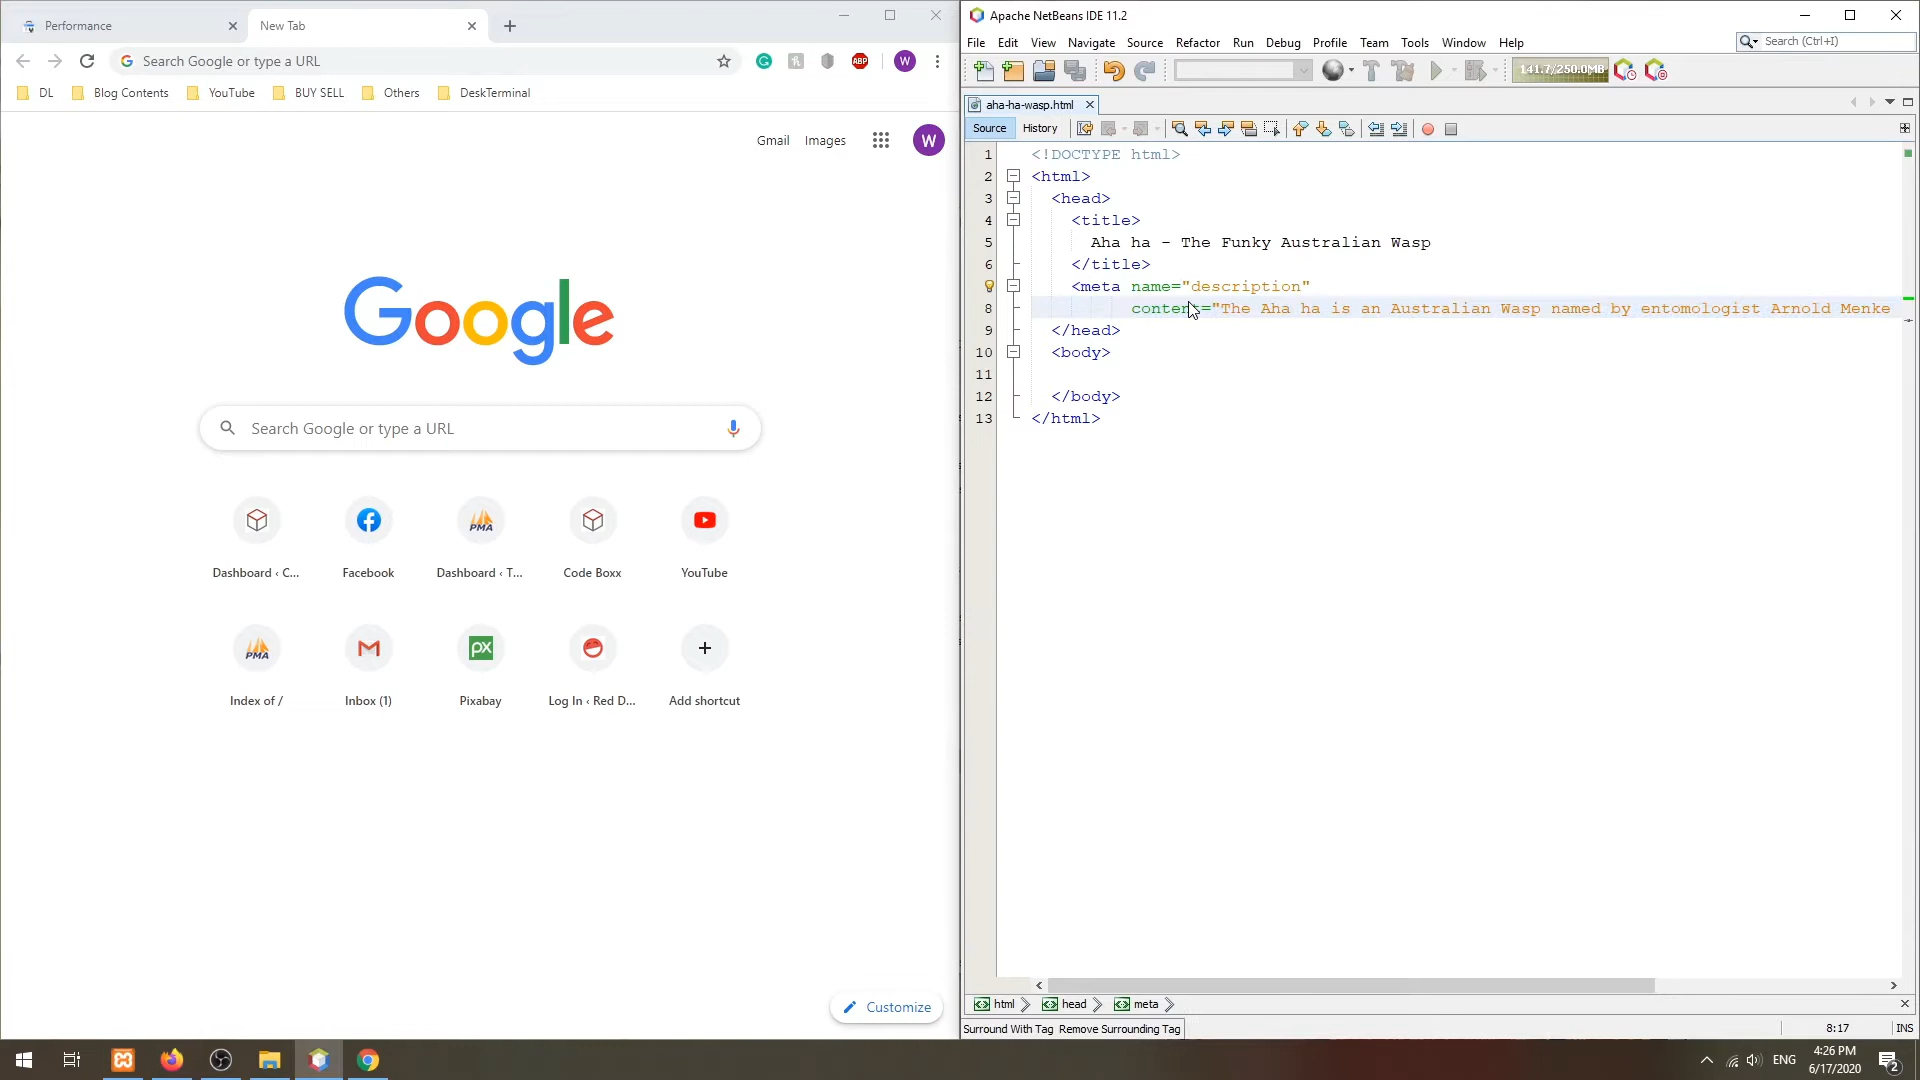 Performance
New Tab
Search Google or type a URL
ABP
W
DL
Blog Contents
YouTube
BUY SELL
Others
DeskTerminal
Gmail
Images
W
Google
Search Google or type a URL
Dashboard ‹ C...
Facebook
PMA
Dashboard ‹ T...
Code Boxx
YouTube
PMA
Index of /
Inbox (1)
px
Pixabay
Log In ‹ Red D...
Add shortcut
Customize
Apache NetBeans IDE 11.2
File Edit View Navigate Source Refactor Run Debug Profile Team Tools Window Help
Search (Ctrl+I)
141.7/250.0MB
aha-ha-wasp.html
Source History
1 <!DOCTYPE html>
2 <html>
3 <head>
4 <title>
5 Aha ha - The Funky Australian Wasp
6 </title>
<meta name="description"
8 content="The Aha ha is an Australian Wasp named by entomologist Arnold Menke
9 </head>
10 <body>
11
12 </body>
13 </html>
html head meta
Surround With Tag Remove Surrounding Tag
8:17 INS
ENG
4:26 PM
6/17/2020
2